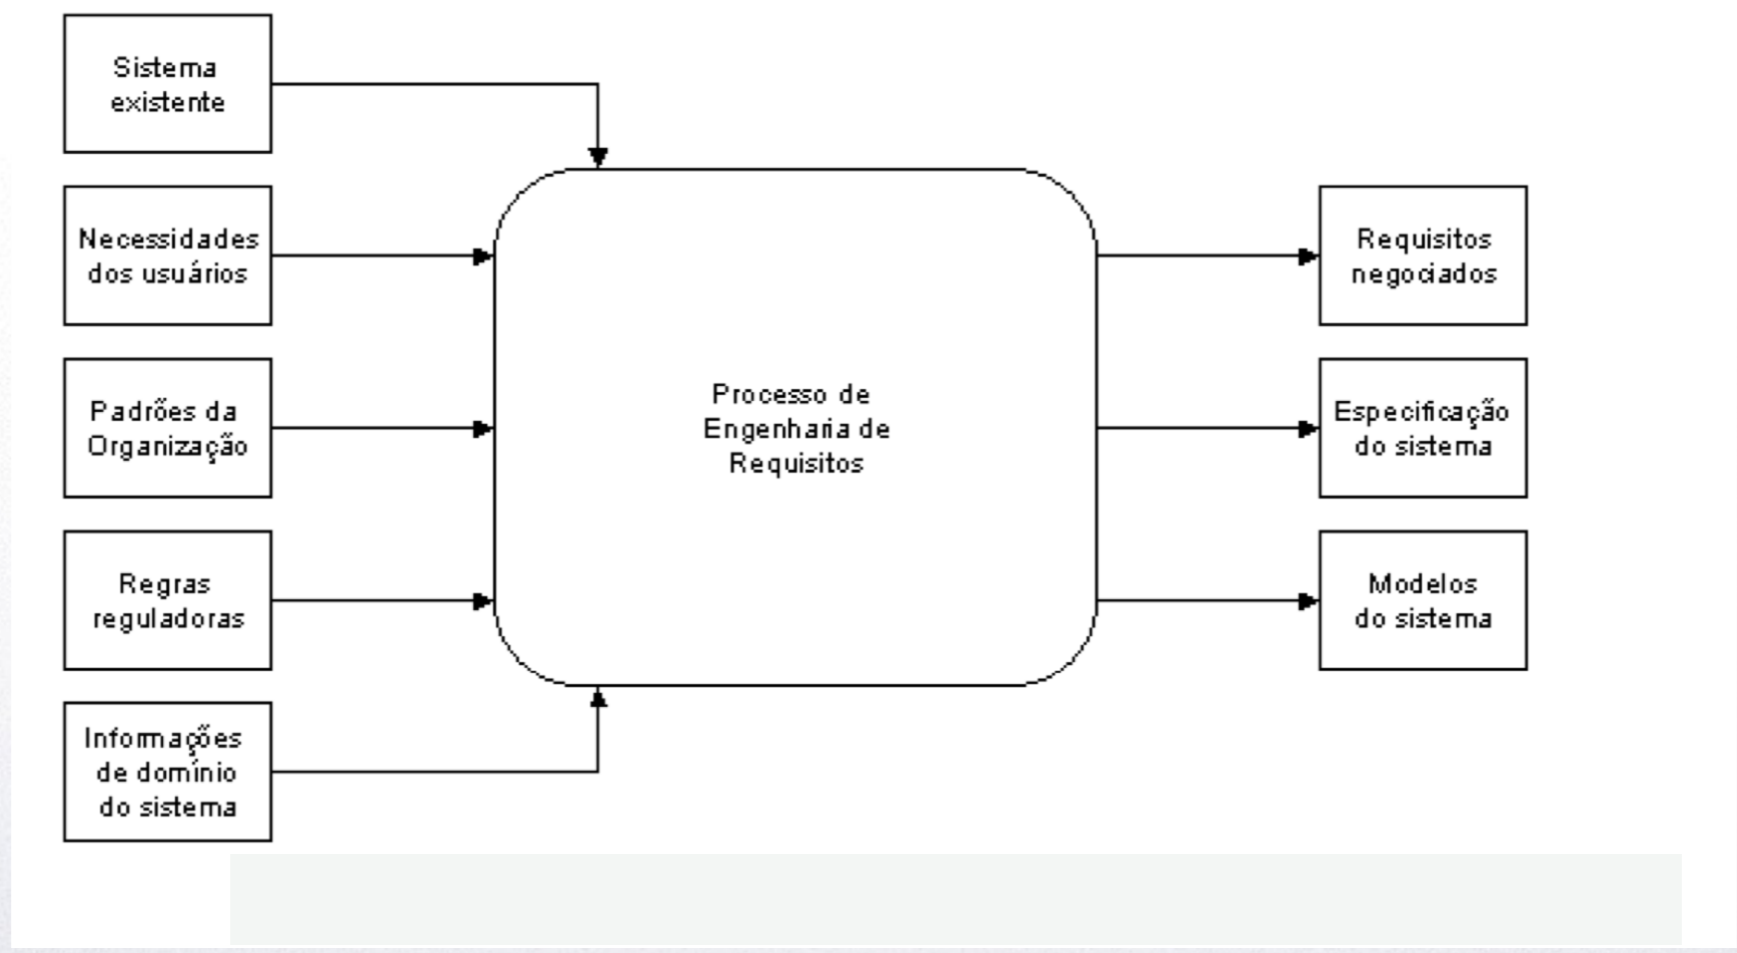 Sistema
existente
Necessidades
dos usuários
Padrões da
Organização
Regras
reguladoras
Informações
de domínio
do sistema
Processo de
Engenharia de
Requisitos
Requisitos
negociados
Especificação
do sistema
Modelos
do sistema